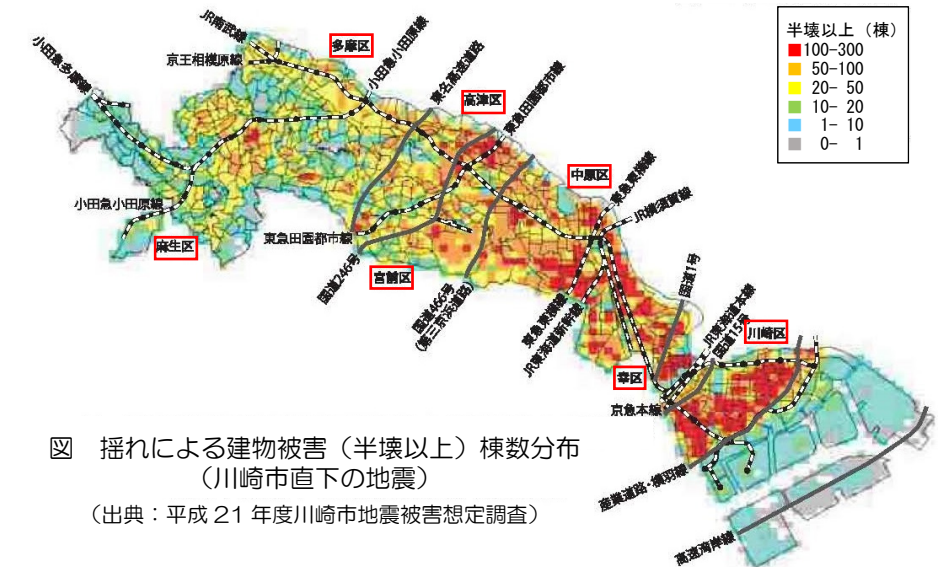 半壊以上（棟）
100-300
50-100
20- 50
10- 20
1- 10
0- 1
JR南武線
多摩区
京王相模原線
小田急小田原線
小田急多摩線
東名高速道路
高津区
東急田園都市線
中原区
東急東横線
JR横須賀線
小田急小田原線
麻生区
東急田園都市線
国道246号
宮前区
国道466号
（第三京浜道路）
東急東横線
JR東海道新幹線
国道1号
JR東海道本線
国道15号
川崎区
幸区
京急本線
産業道路・横羽線
高速湾岸線
図　揺れによる建物被害（半壊以上）棟数分布
（川崎市直下の地震）
（出典：平成 21 年度川崎市地震被害想定調査）